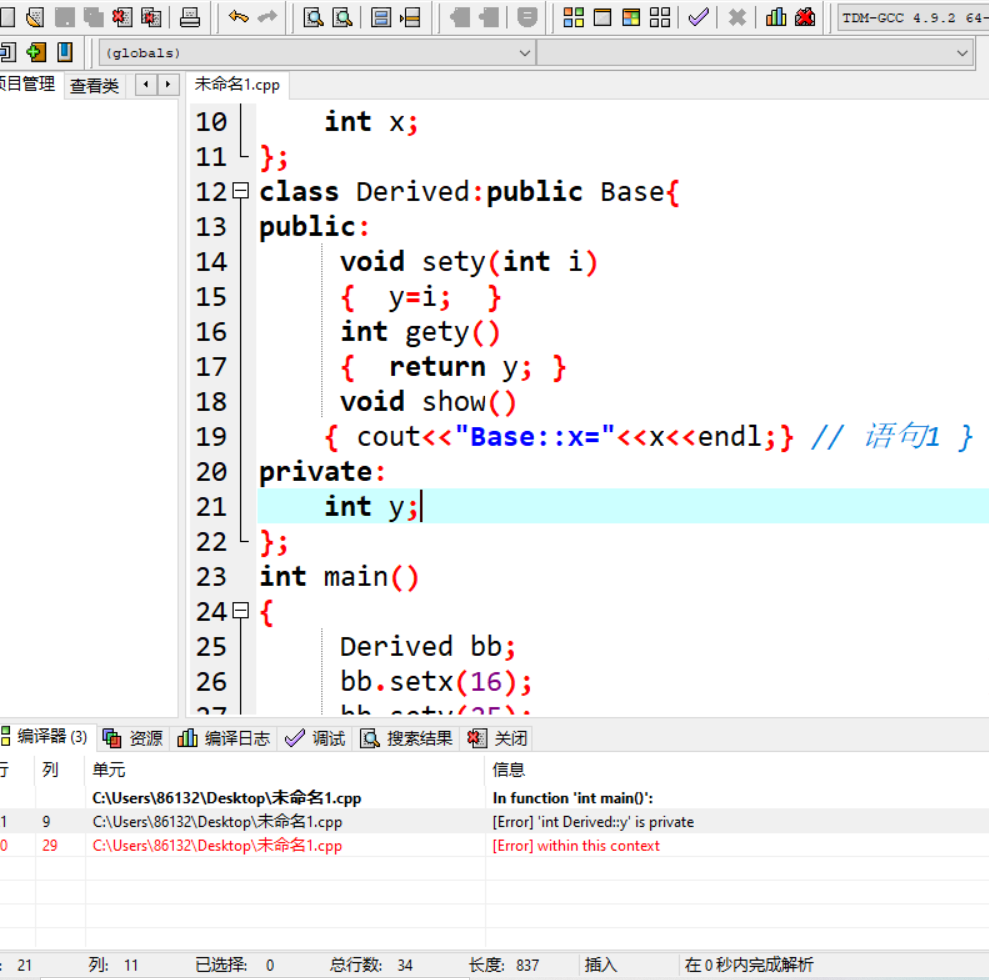 TDM-GCC 4.9.2 64-
(globals)
项目管理 查看类 未命名1.cpp
10 int x;
11 };
12 class Derived:public Base{
13 public:
14 void sety(int i)
15 { y=i; }
16 int gety()
17 { return y; }
18 void show()
19 { cout<<"Base::x="<<x<<endl;} // 语句1 }
20 private:
21 int y;
22 };
23 int main()
24 {
25 Derived bb;
26 bb.setx(16);
27 bb.sety(25);
编译器 (3) 资源 编译日志 调试 搜索结果 关闭
行 列 单元 信息
C:\Users\86132\Desktop\未命名1.cpp In function 'int main()':
1 9 C:\Users\86132\Desktop\未命名1.cpp [Error] 'int Derived::y' is private
0 29 C:\Users\86132\Desktop\未命名1.cpp [Error] within this context
: 21 列: 11 已选择: 0 总行数: 34 长度: 837 插入 在 0 秒内完成解析